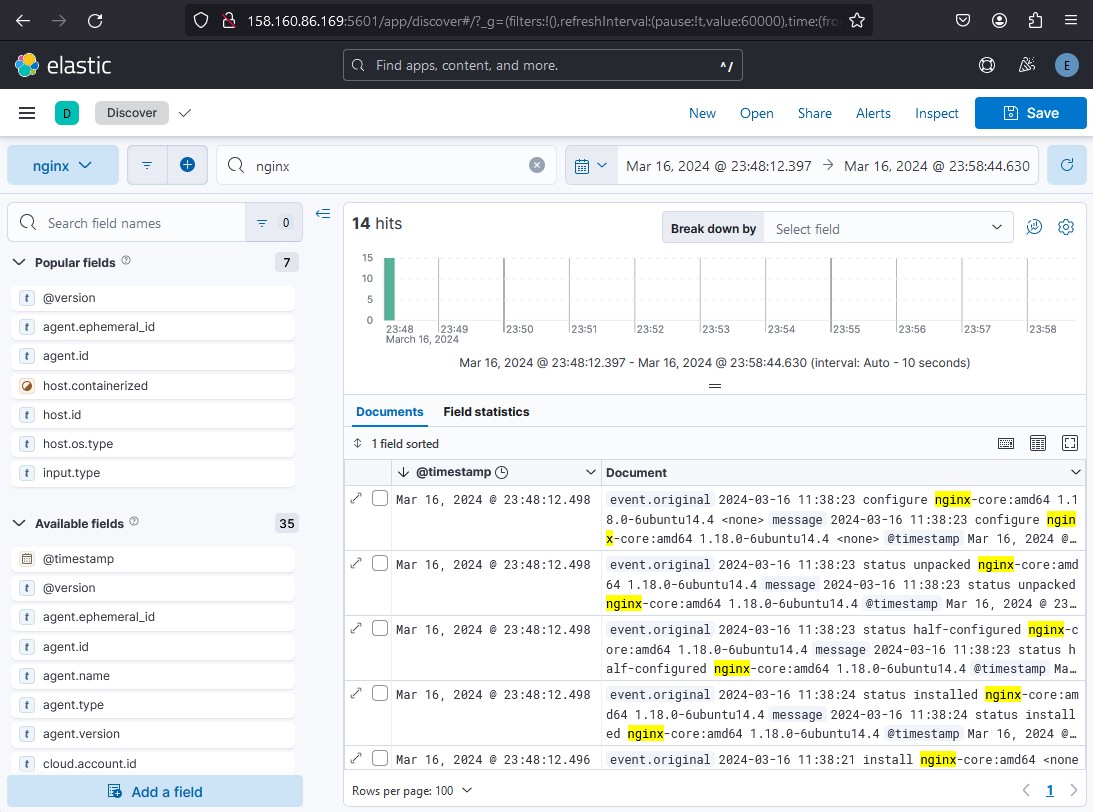 158.160.86.169:5601/app/discover#/?_g=(filters:!(),refreshInterval:(pause:!t,value:60000),time:(fro
elastic
Find apps, content, and more.
^/
E
D
Discover
New
Open
Share
Alerts
Inspect
Save
nginx
nginx
Mar 16, 2024 @ 23:48:12.397 → Mar 16, 2024 @ 23:58:44.630
Search field names
0
Popular fields
7
t @version
t agent.ephemeral_id
t agent.id
host.containerized
t host.id
t host.os.type
t input.type
Available fields
35
@timestamp
t @version
t agent.ephemeral_id
t agent.id
t agent.name
t agent.type
t agent.version
t cloud.account.id
Add a field
14 hits
Break down by
Select field
15
10
5
0
23:48 23:49 23:50 23:51 23:52 23:53 23:54 23:55 23:56 23:57 23:58
March 16, 2024
Mar 16, 2024 @ 23:48:12.397 - Mar 16, 2024 @ 23:58:44.630 (interval: Auto - 10 seconds)
Documents
Field statistics
1 field sorted
@timestamp
Document
Mar 16, 2024 @ 23:48:12.498
event.original 2024-03-16 11:38:23 configure nginx-core:amd64 1.1
8.0-6ubuntu14.4 <none> message 2024-03-16 11:38:23 configure ngin
x-core:amd64 1.18.0-6ubuntu14.4 <none> @timestamp Mar 16, 2024 @…
Mar 16, 2024 @ 23:48:12.498
event.original 2024-03-16 11:38:23 status unpacked nginx-core:amd
64 1.18.0-6ubuntu14.4 message 2024-03-16 11:38:23 status unpacked
nginx-core:amd64 1.18.0-6ubuntu14.4 @timestamp Mar 16, 2024 @ 23…
Mar 16, 2024 @ 23:48:12.498
event.original 2024-03-16 11:38:23 status half-configured nginx-c
ore:amd64 1.18.0-6ubuntu14.4 message 2024-03-16 11:38:23 status h
alf-configured nginx-core:amd64 1.18.0-6ubuntu14.4 @timestamp Ma…
Mar 16, 2024 @ 23:48:12.498
event.original 2024-03-16 11:38:24 status installed nginx-core:am
d64 1.18.0-6ubuntu14.4 message 2024-03-16 11:38:24 status install
ed nginx-core:amd64 1.18.0-6ubuntu14.4 @timestamp Mar 16, 2024 @…
Mar 16, 2024 @ 23:48:12.496
event.original 2024-03-16 11:38:21 install nginx-core:amd64 <none
Rows per page: 100
1